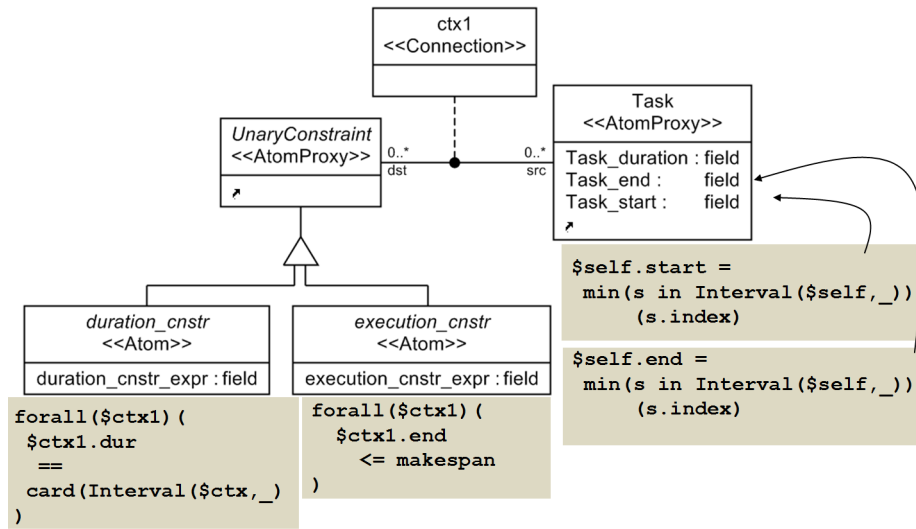 ctx1
<<Connection>>
Task
<<AtomProxy>>
Task_duration : field
Task_end : field
Task_start : field
UnaryConstraint
<<AtomProxy>>
0..*
dst
0..*
src
$self.start =
min(s in Interval($self,_))
(s.index)
$self.end =
min(s in Interval($self,_))
(s.index)
duration_cnstr
<<Atom>>
duration_cnstr_expr : field
execution_cnstr
<<Atom>>
execution_cnstr_expr : field
forall($ctx1)(
$ctx1.dur
==
card(Interval($ctx,_)
)
forall($ctx1)(
$ctx1.end
<= makespan
)